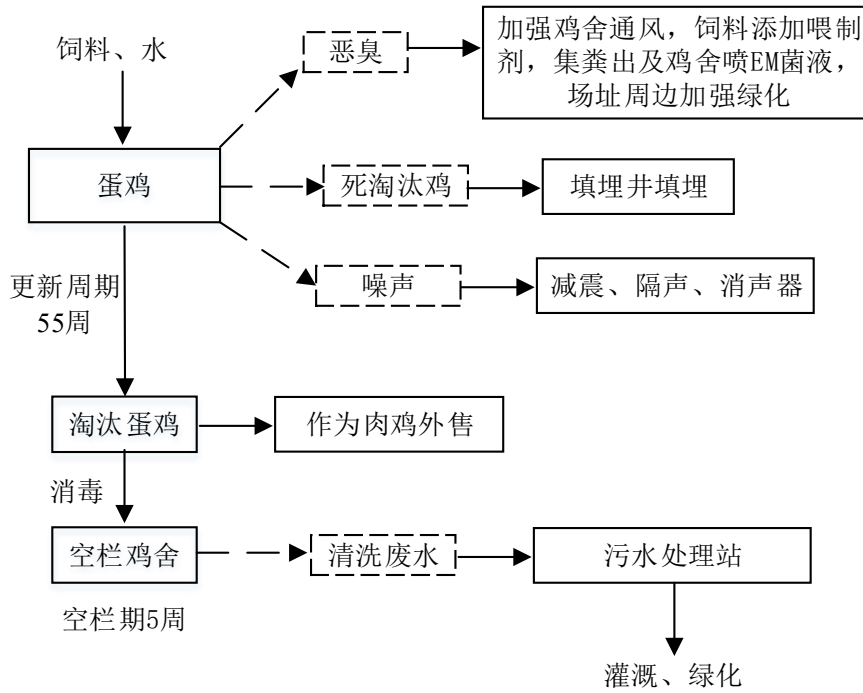 饲料、水
恶臭
加强鸡舍通风，饲料添加喂制
剂，集粪出及鸡舍喷EM菌液，
场址周边加强绿化
蛋鸡
死淘汰鸡
填埋井填埋
更新周期
55周
噪声
减震、隔声、消声器
淘汰蛋鸡
作为肉鸡外售
消毒
空栏鸡舍
清洗废水
污水处理站
空栏期5周
灌溉、绿化